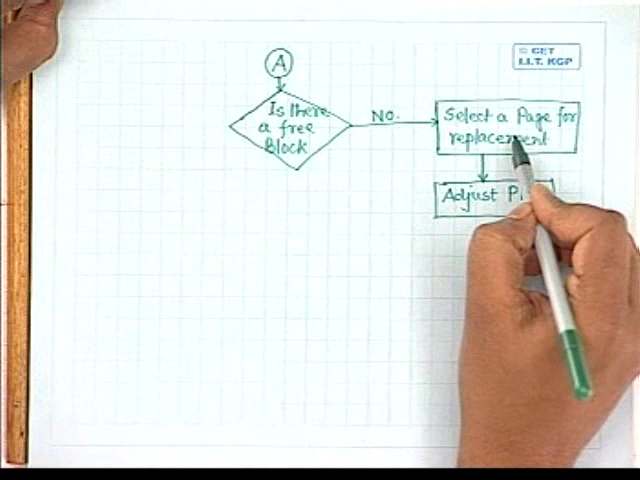 A
© CET
I.I.T. KGP
Is there
a free
Block
NO.
Select a Page for
replacement
Adjust